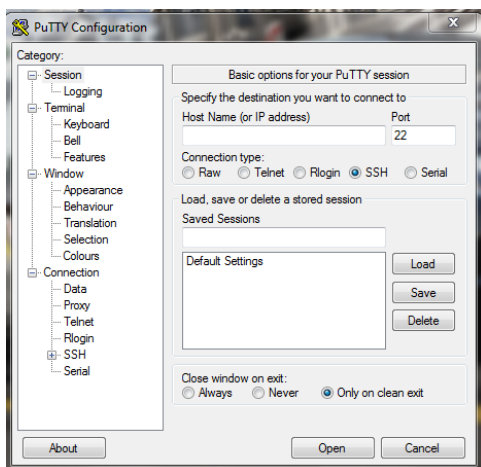 PuTTY Configuration
X
Category:
Session
Logging
Terminal
Keyboard
Bell
Features
Window
Appearance
Behaviour
Translation
Selection
Colours
Connection
Data
Proxy
Telnet
Rlogin
SSH
Serial
Basic options for your PuTTY session
Specify the destination you want to connect to
Host Name (or IP address) Port
22
Connection type:
Raw Telnet Rlogin SSH Serial
Load, save or delete a stored session
Saved Sessions
Default Settings
Load
Save
Delete
Close window on exit:
Always Never Only on clean exit
About Open Cancel